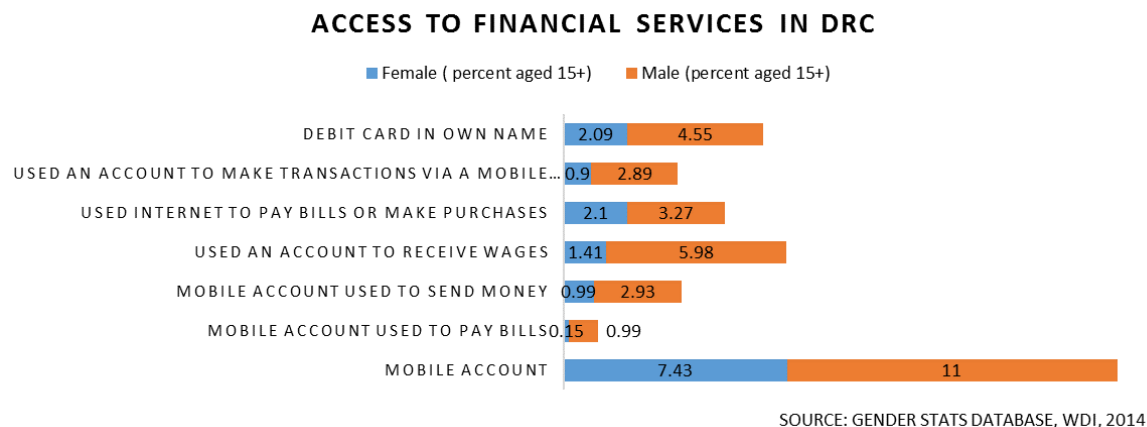 ACCESS TO FINANCIAL SERVICES IN DRC
Female ( percent aged 15+) Male (percent aged 15+)
DEBIT CARD IN OWN NAME 2.09 4.55
USED AN ACCOUNT TO MAKE TRANSACTIONS VIA A MOBILE... 0.9 2.89
USED INTERNET TO PAY BILLS OR MAKE PURCHASES 2.1 3.27
USED AN ACCOUNT TO RECEIVE WAGES 1.41 5.98
MOBILE ACCOUNT USED TO SEND MONEY 0.99 2.93
MOBILE ACCOUNT USED TO PAY BILLS 0.15 0.99
MOBILE ACCOUNT 7.43 11
SOURCE: GENDER STATS DATABASE, WDI, 2014